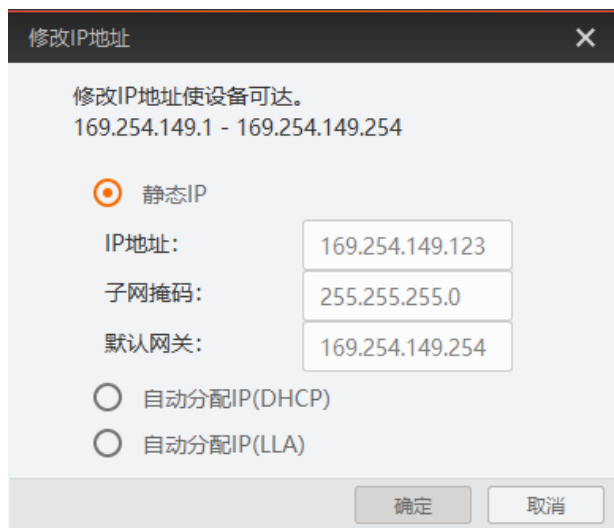 修改IP地址
修改IP地址使设备可达。
169.254.149.1 - 169.254.149.254
静态IP
IP地址: 169.254.149.123
子网掩码: 255.255.255.0
默认网关: 169.254.149.254
自动分配IP(DHCP)
自动分配IP(LLA)
确定 取消